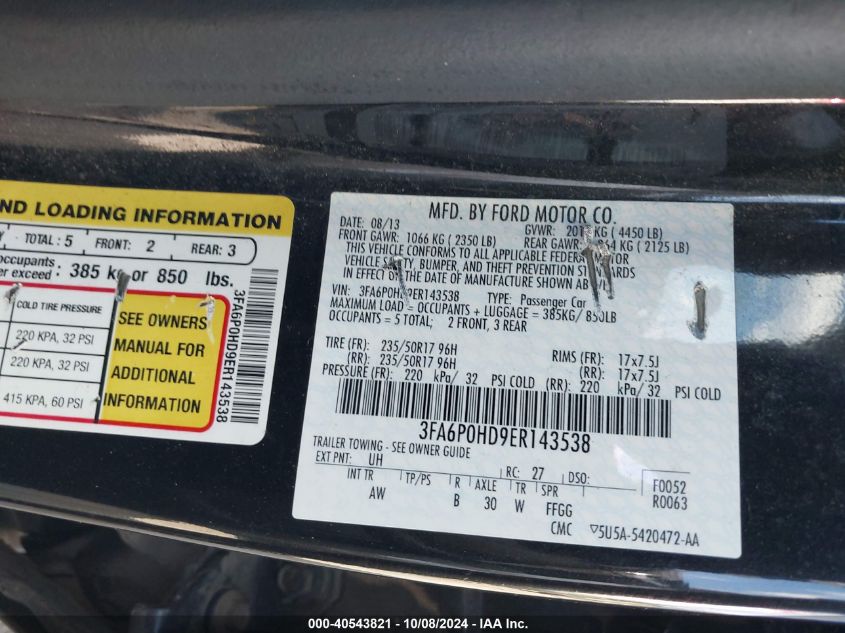 ND LOADING INFORMATION
TOTAL: 5 FRONT: 2 REAR: 3
occupants
er exceed: 385 kg or 850 lbs.
COLD TIRE PRESSURE
220 KPA, 32 PSI
220 KPA, 32 PSI
415 KPA, 60 PSI
SEE OWNERS
MANUAL FOR
ADDITIONAL
INFORMATION
3FA6P0HD9ER143538
MFD. BY FORD MOTOR CO.
DATE: 08/13 GVWR: KG ( 4450 LB)
FRONT GAWR: 1066 KG ( 2350 LB) REAR GAWR: KG ( 2125 LB)
THIS VEHICLE CONFORMS TO ALL APPLICABLE FEDERAL MOTOR
VEHICLE SAFETY, BUMPER, AND THEFT PREVENTION STANDARDS
IN EFFECT ON THE DATE OF MANUFACTURE SHOWN ABOVE
VIN: 3FA6P0HD9ER143538 TYPE: Passenger Car
MAXIMUM LOAD = OCCUPANTS + LUGGAGE = 385KG/ 850LB
OCCUPANTS = 5 TOTAL; 2 FRONT, 3 REAR
TIRE (FR): 235/50R17 96H RIMS (FR): 17x7.5J
(RR): 235/50R17 96H (RR): 17x7.5J
PRESSURE (FR): 220 kPa/ 32 PSI COLD (RR): 220 kPa/ 32 PSI COLD
3FA6P0HD9ER143538
TRAILER TOWING - SEE OWNER GUIDE
EXT PNT: UH RC: 27 DSO: F0052
R0063
INT TR TP/PS R AXLE TR SPR
AW B 30 W FFGG
CMC ▽5U5A-5420472-AA
000-40543821 - 10/08/2024 - IAA Inc.